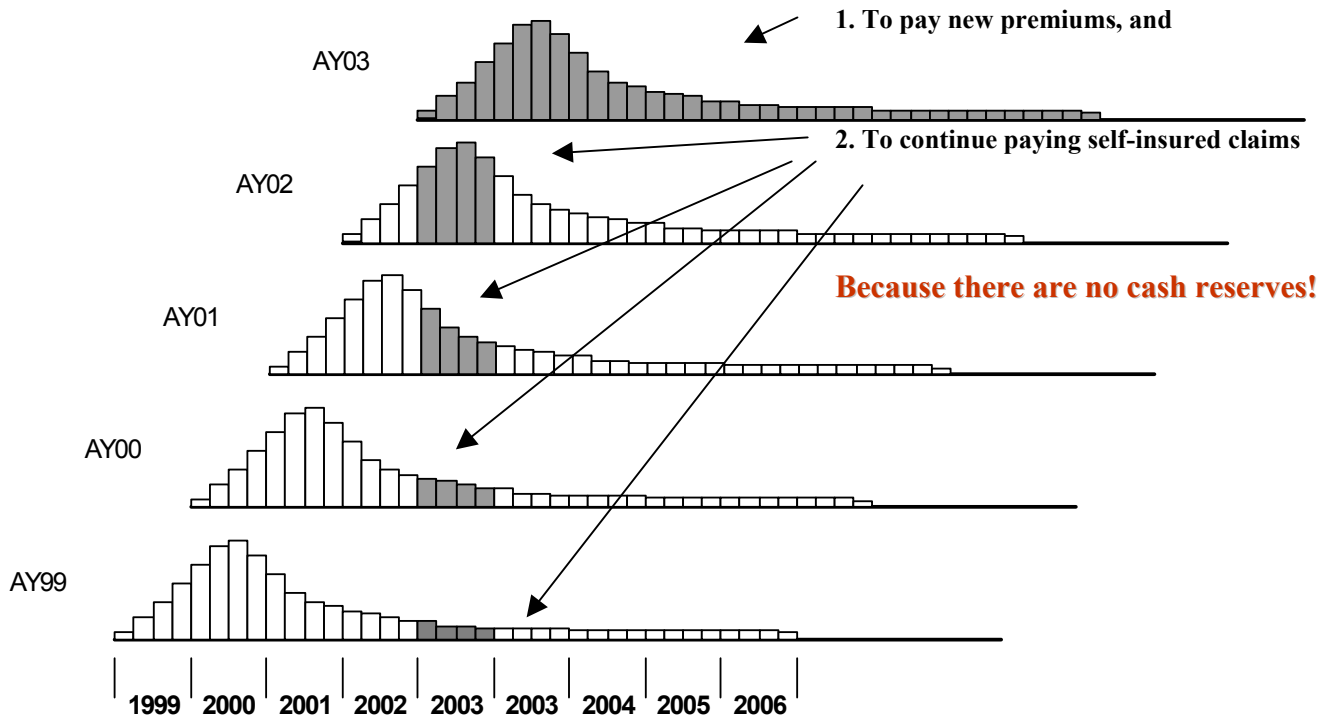 1. To pay new premiums, and
AY03
2. To continue paying self-insured claims
AY02
Because there are no cash reserves!
AY01
AY00
AY99
1999 2000 2001 2002 2003 2003 2004 2005 2006